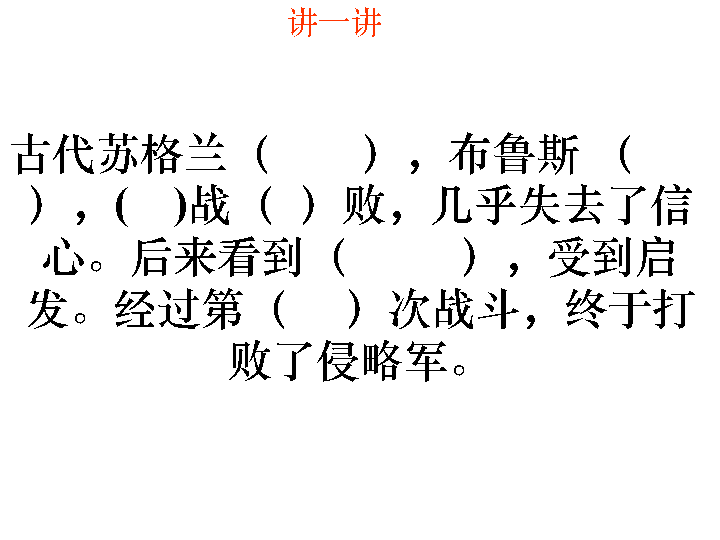 讲一讲
古代苏格兰（　　），布鲁斯（
），(　)战（ ）败，几乎失去了信
心。后来看到（　　　），受到启
发。经过第（　）次战斗，终于打
败了侵略军。